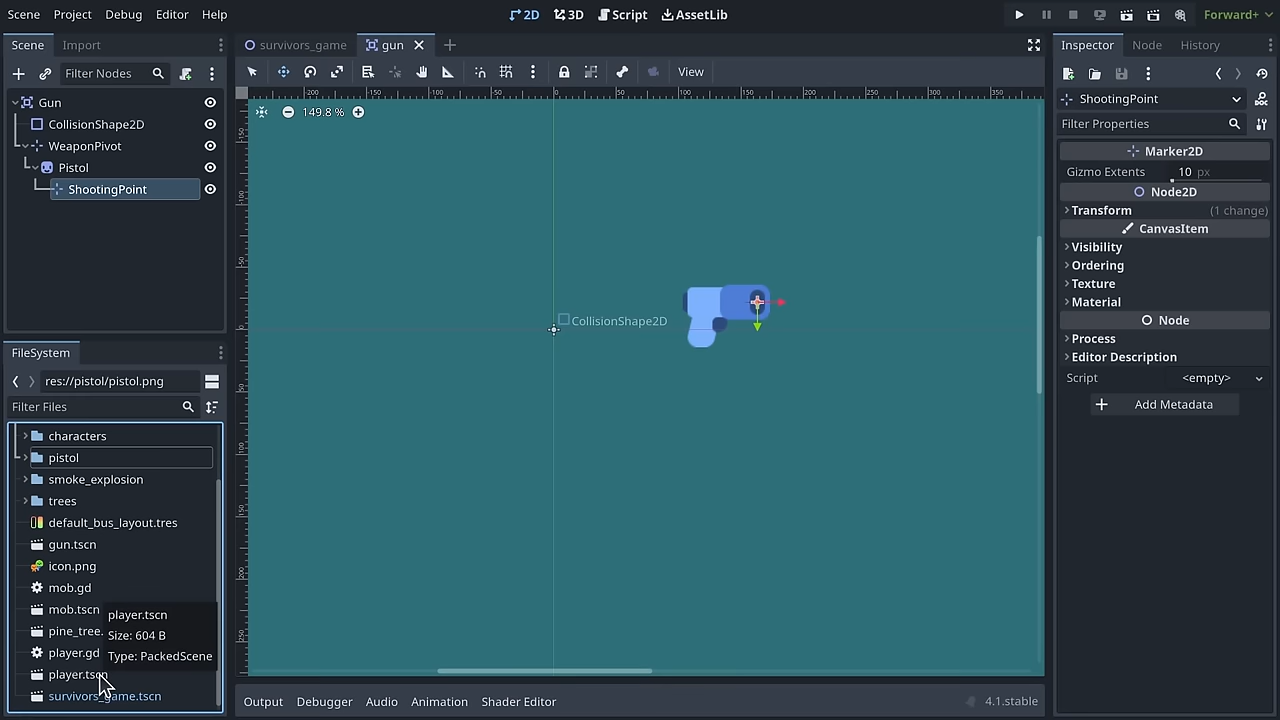 Scene Project Debug Editor Help 2D 3D Script AssetLib Forward+
Scene Import survivors_game gun Inspector Node History
Filter Nodes View
149.8 % ShootingPoint
Gun Filter Properties
CollisionShape2D Marker2D
WeaponPivot Gizmo Extents 10 px
Pistol Node2D
ShootingPoint Transform (1 change)
CanvasItem
Visibility
Ordering
Texture
Material
CollisionShape2D Node
Process
FileSystem Editor Description
res://pistol/pistol.png Script <empty>
Filter Files Add Metadata
characters
pistol
smoke_explosion
trees
default_bus_layout.tres
gun.tscn
icon.png
mob.gd
mob.tscn
player.tscn
pine_tree.
Size: 604 B
player.gd
Type: PackedScene
player.tscn
survivors_game.tscn
Output Debugger Audio Animation Shader Editor 4.1.stable